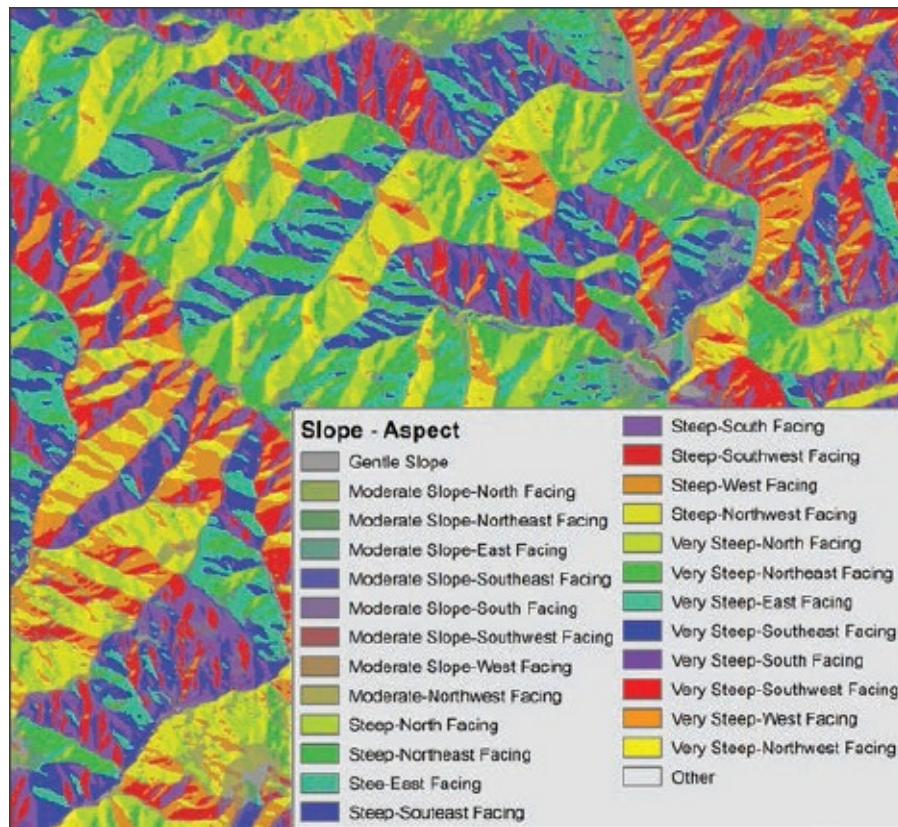 Slope - Aspect
Gentle Slope
Moderate Slope-North Facing
Moderate Slope-Northeast Facing
Moderate Slope-East Facing
Moderate Slope-Southeast Facing
Moderate Slope-South Facing
Moderate Slope-Southwest Facing
Moderate Slope-West Facing
Moderate-Northwest Facing
Steep-North Facing
Steep-Northeast Facing
Stee-East Facing
Steep-Souteast Facing
Steep-South Facing
Steep-Southwest Facing
Steep-West Facing
Steep-Northwest Facing
Very Steep-North Facing
Very Steep-Northeast Facing
Very Steep-East Facing
Very Steep-Southeast Facing
Very Steep-South Facing
Very Steep-Southwest Facing
Very Steep-West Facing
Very Steep-Northwest Facing
Other